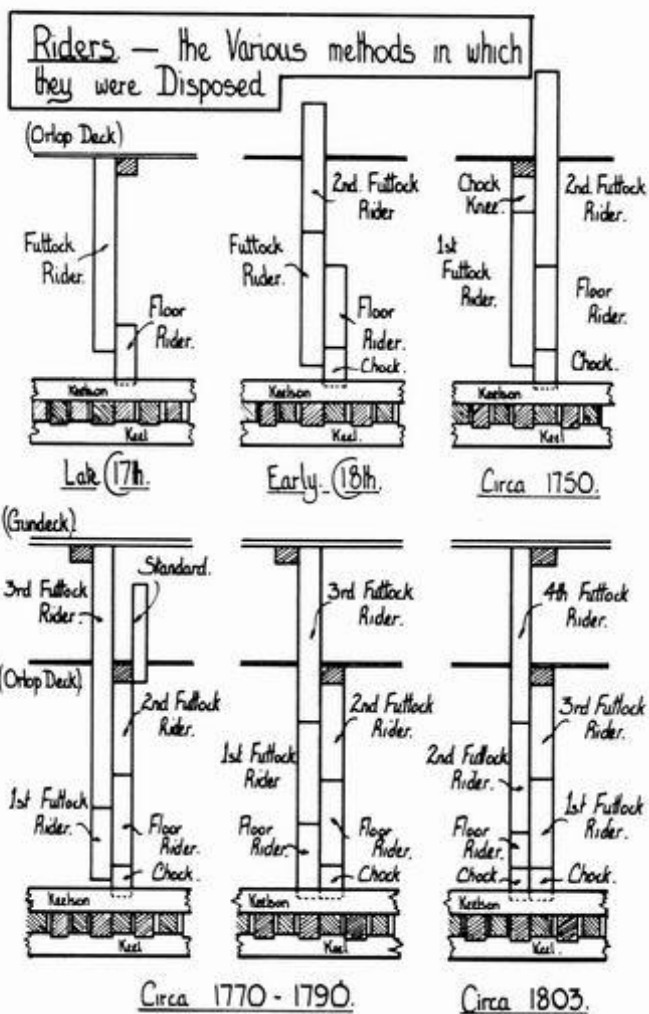 Riders — the Various methods in which
they were Disposed
(Orlop Deck)
Futtock
Rider.
Floor
Rider.
Keelson
Keel
Late (17th.
2nd. Futtock
Rider
Futtock
Rider.
Floor
Rider.
Chock.
Keelson
Keel.
Early (18th.
Chock
Knee.
2nd Futtock
Rider.
1st
Futtock
Rider.
Floor
Rider.
Chock.
Keelson
Keel
Circa 1750.
(Gundeck)
3rd Futtock
Rider.
Standard.
(Orlop Deck)
2nd Futtock
Rider.
1st Futtock
Rider.
Floor
Rider.
Chock.
Keelson
Keel
3rd Futtock
Rider.
2nd Futtock
Rider.
1st Futtock
Rider
Floor
Rider.
Floor
Rider.
Chock
Keelson
Keel
Circa 1770 - 1790.
4th Futtock
Rider.
3rd Futtock
Rider.
2nd Futtock
Rider.
1st Futtock
Rider.
Floor
Rider.
Chock
Chock.
Keelson
Keel
Circa 1803.